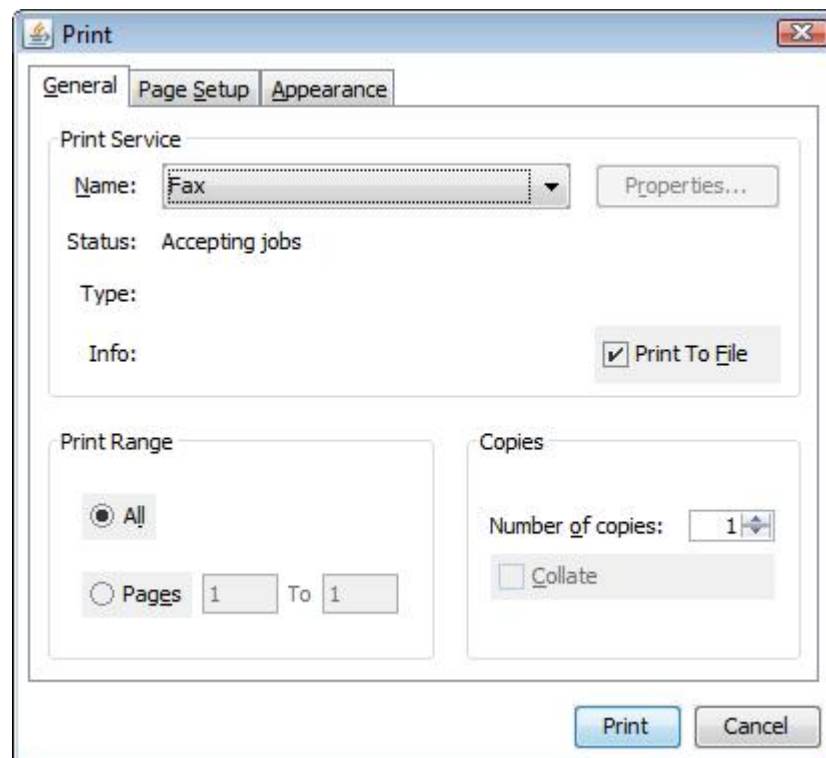 Print
General Page Setup Appearance
Print Service
Name: Fax Properties...
Status: Accepting jobs
Type:
Info: Print To File
Print Range
All
Pages 1 To 1
Copies
Number of copies: 1
Collate
Print Cancel